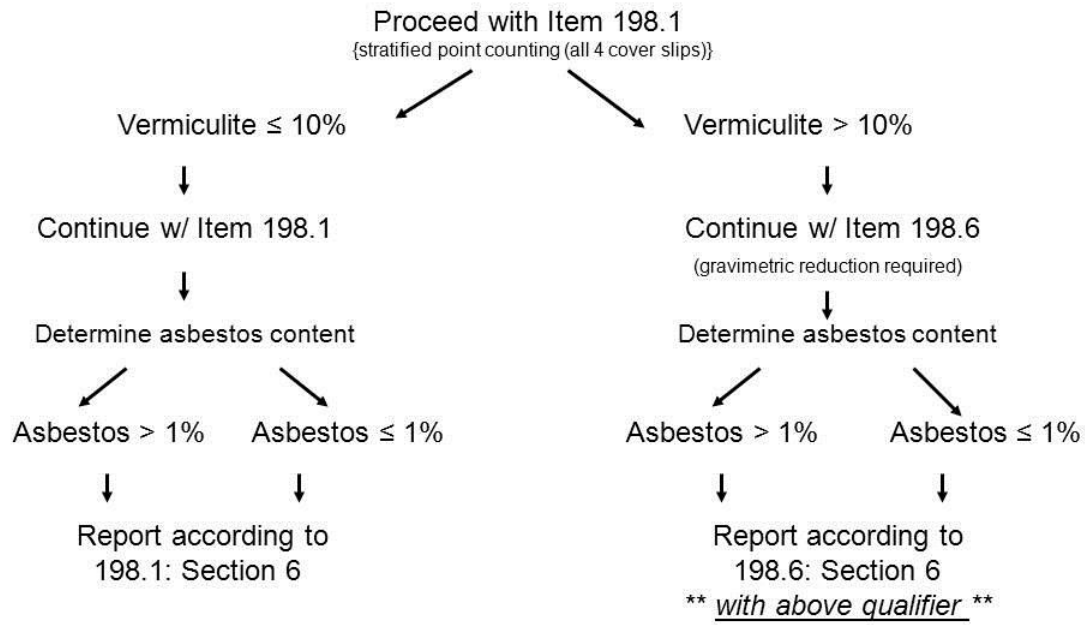 Proceed with Item 198.1
{stratified point counting (all 4 cover slips)}
Vermiculite ≤ 10%
Vermiculite > 10%
Continue w/ Item 198.1
Continue w/ Item 198.6
(gravimetric reduction required)
Determine asbestos content
Determine asbestos content
Asbestos > 1%
Asbestos ≤ 1%
Asbestos > 1%
Asbestos ≤ 1%
Report according to
198.1: Section 6
Report according to
198.6: Section 6
** with above qualifier **